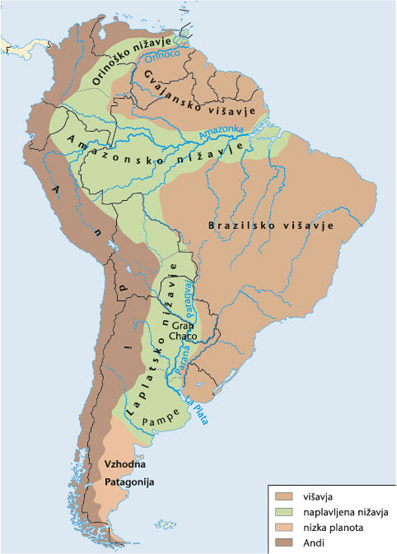 Orinoško nižavje
Orinoco
Gvajansko višavje
Amazonka
Amazonsko nižavje
Andi
Brazilsko višavje
Laplatsko nižavje
Gran
Chaco
Paragvaj
Parana
La Plata
Pampe
Vzhodna
Patagonija
višavja
naplavljena nižavja
nizka planota
Andi